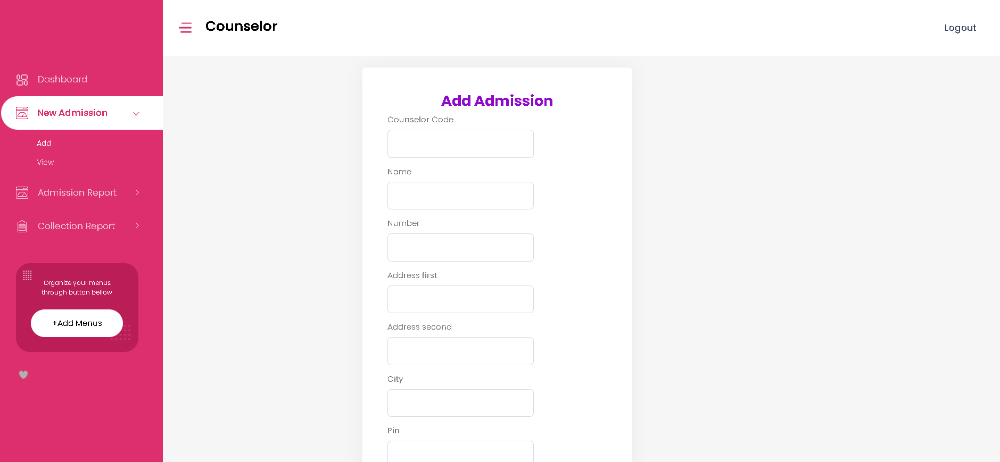 Counselor
Logout
Dashboard
New Admission
Add
View
Admission Report
Collection Report
Organize your menus
through button bellow
+Add Menus
Add Admission
Counselor Code
Name
Number
Address first
Address second
City
Pin